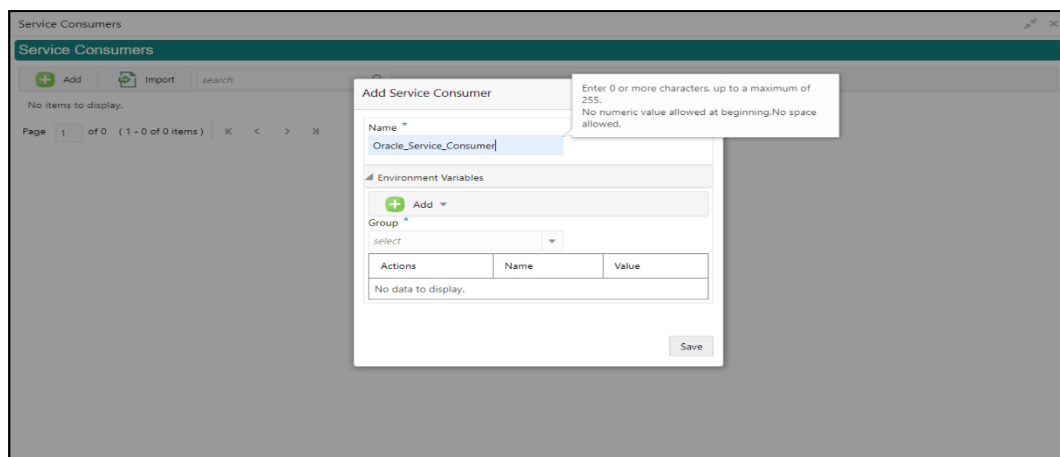 Service Consumers
Service Consumers
Add Import search
No items to display.
Page 1 of 0 (1 - 0 of 0 items) K < > >|
Add Service Consumer
Enter 0 or more characters, up to a maximum of
255.
No numeric value allowed at beginning.No space
allowed.
Name *
Oracle_Service_Consumer
Environment Variables
Add
Group *
select
Actions Name Value
No data to display.
Save